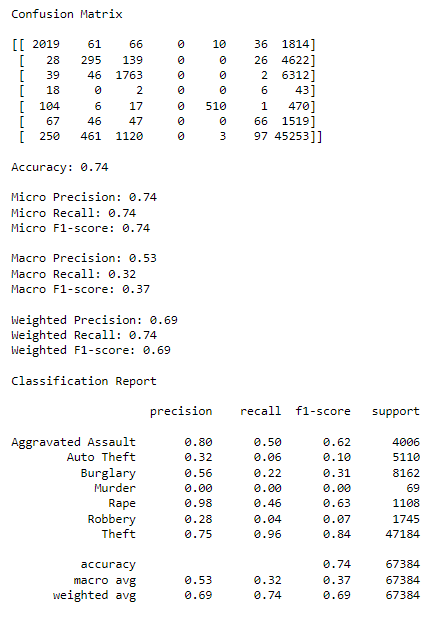 Confusion Matrix
[[ 2019 61 66 0 10 36 1814]
[ 28 295 139 0 0 26 4622]
[ 39 46 1763 0 0 2 6312]
[ 18 0 2 0 0 6 43]
[ 104 6 17 0 510 1 470]
[ 67 46 47 0 0 66 1519]
[ 250 461 1120 0 3 97 45253]]
Accuracy: 0.74
Micro Precision: 0.74
Micro Recall: 0.74
Micro F1-score: 0.74
Macro Precision: 0.53
Macro Recall: 0.32
Macro F1-score: 0.37
Weighted Precision: 0.69
Weighted Recall: 0.74
Weighted F1-score: 0.69
Classification Report
precision recall f1-score support
Aggravated Assault 0.80 0.50 0.62 4006
Auto Theft 0.32 0.06 0.10 5110
Burglary 0.56 0.22 0.31 8162
Murder 0.00 0.00 0.00 69
Rape 0.98 0.46 0.63 1108
Robbery 0.28 0.04 0.07 1745
Theft 0.75 0.96 0.84 47184
accuracy 0.74 67384
macro avg 0.53 0.32 0.37 67384
weighted avg 0.69 0.74 0.69 67384